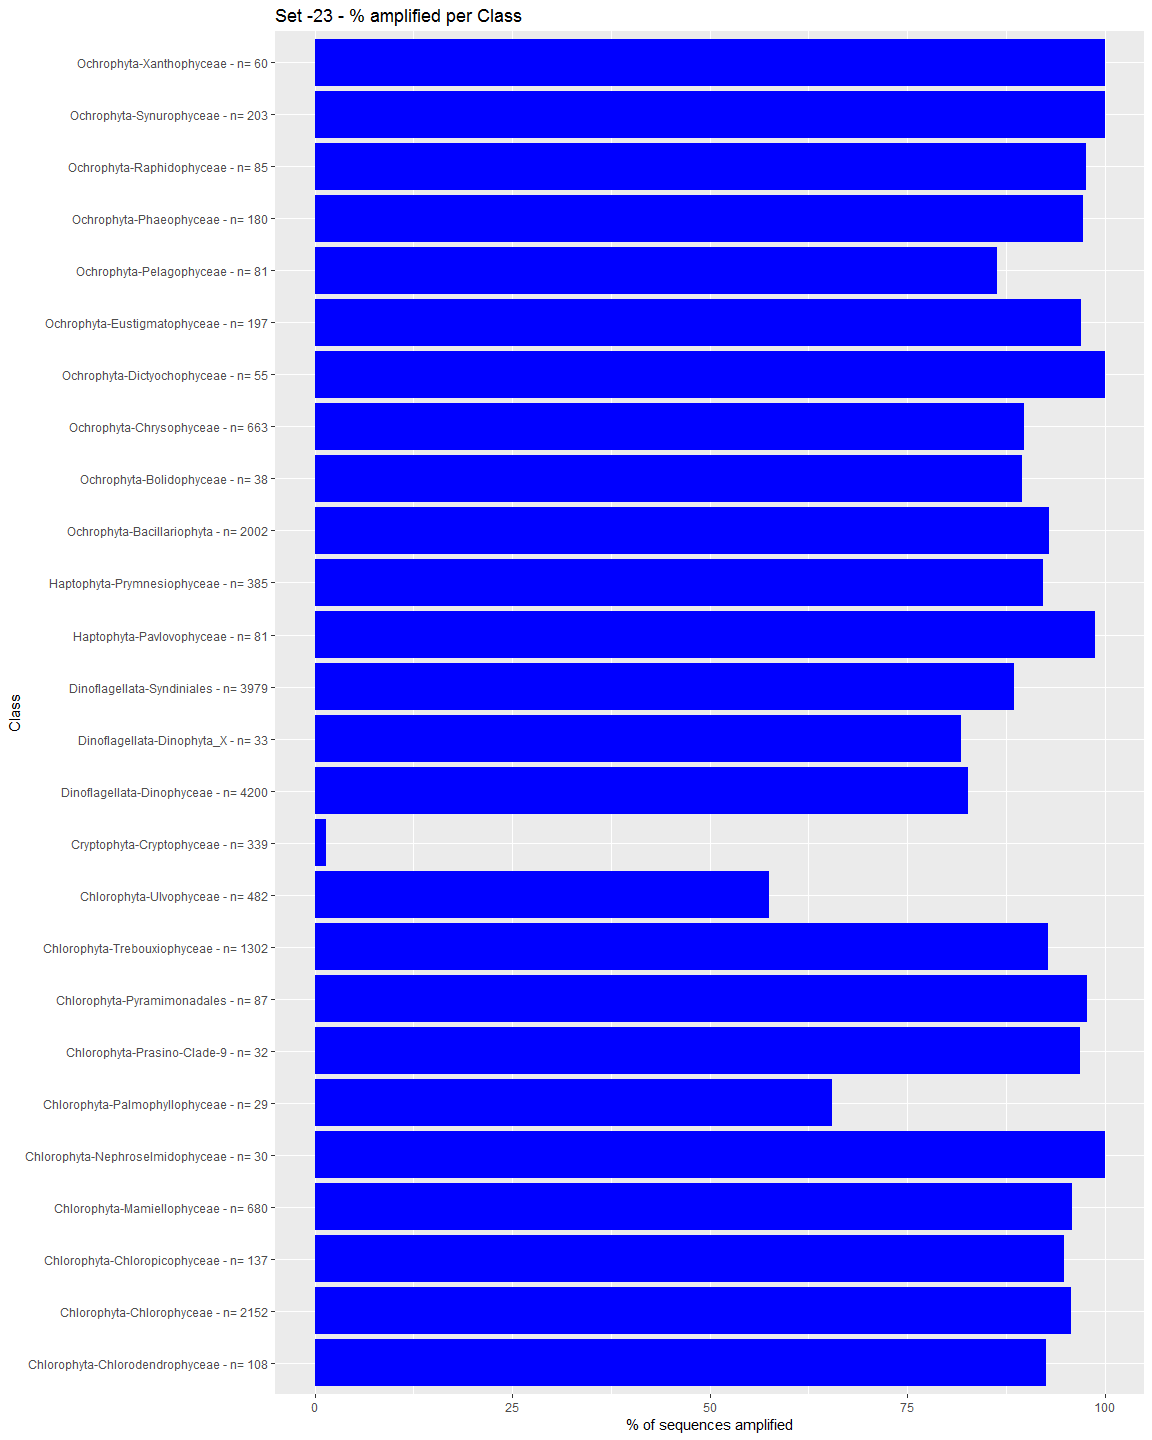 Set -23 - % amplified per Class
Ochrophyta-Xanthophyceae - n= 60
Ochrophyta-Synurophyceae - n= 203
Ochrophyta-Raphidophyceae - n= 85
Ochrophyta-Phaeophyceae - n= 180
Ochrophyta-Pelagophyceae - n= 81
Ochrophyta-Eustigmatophyceae - n= 197
Ochrophyta-Dictyochophyceae - n= 55
Ochrophyta-Chrysophyceae - n= 663
Ochrophyta-Bolidophyceae - n= 38
Ochrophyta-Bacillariophyta - n= 2002
Haptophyta-Prymnesiophyceae - n= 385
Haptophyta-Pavlovophyceae - n= 81
Dinoflagellata-Syndiniales - n= 3979
Dinoflagellata-Dinophyta_X - n= 33
Dinoflagellata-Dinophyceae - n= 4200
Cryptophyta-Cryptophyceae - n= 339
Chlorophyta-Ulvophyceae - n= 482
Chlorophyta-Trebouxiophyceae - n= 1302
Chlorophyta-Pyramimonadales - n= 87
Chlorophyta-Prasino-Clade-9 - n= 32
Chlorophyta-Palmophyllophyceae - n= 29
Chlorophyta-Nephroselmidophyceae - n= 30
Chlorophyta-Mamiellophyceae - n= 680
Chlorophyta-Chloropicophyceae - n= 137
Chlorophyta-Chlorophyceae - n= 2152
Chlorophyta-Chlorodendrophyceae - n= 108
Class
0 25 50 75 100
% of sequences amplified